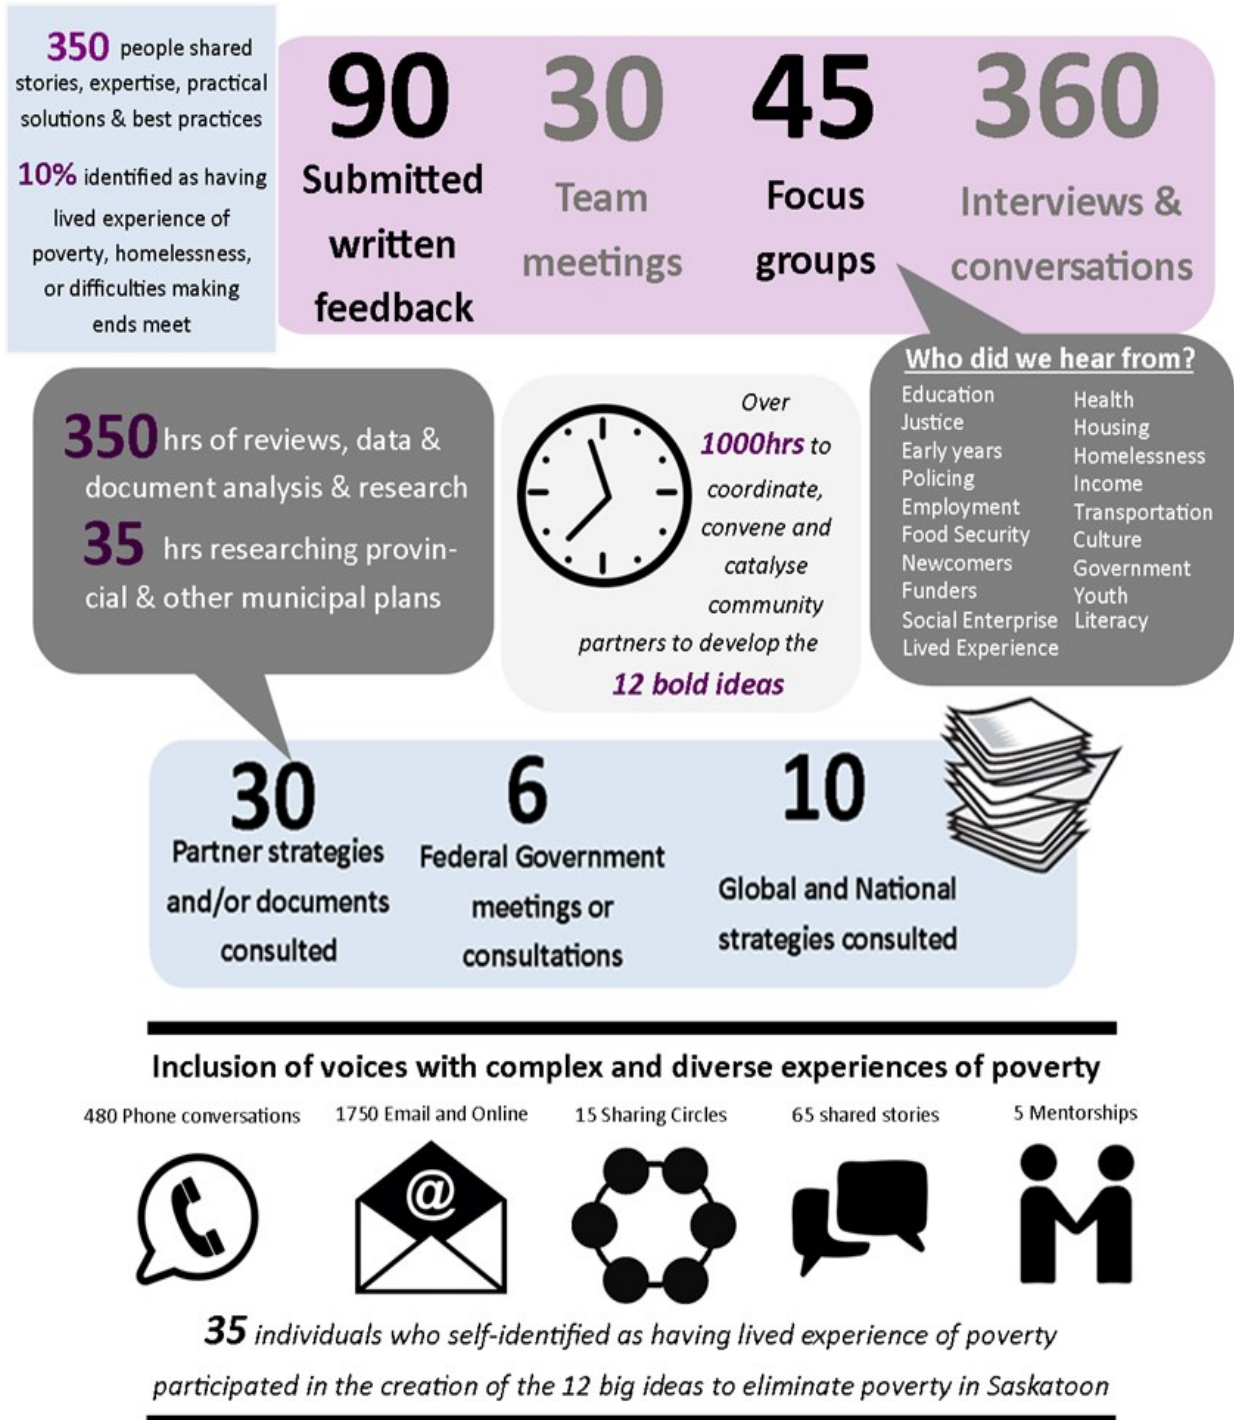 350 people shared
stories, expertise, practical
solutions & best practices
10% identified as having
lived experience of
poverty, homelessness,
or difficulties making
ends meet
90
Submitted
written
feedback
30
Team
meetings
45
Focus
groups
360
Interviews &
conversations
350 hrs of reviews, data &
document analysis & research
35 hrs researching provin-
cial & other municipal plans
Over
1000hrs to
coordinate,
convene and
catalyse
community
partners to develop the
12 bold ideas
Who did we hear from?
Education
Justice
Early years
Policing
Employment
Food Security
Newcomers
Funders
Social Enterprise
Lived Experience
Health
Housing
Homelessness
Income
Transportation
Culture
Government
Youth
Literacy
30
Partner strategies
and/or documents
consulted
6
Federal Government
meetings or
consultations
10
Global and National
strategies consulted
Inclusion of voices with complex and diverse experiences of poverty
480 Phone conversations
1750 Email and Online
15 Sharing Circles
65 shared stories
5 Mentorships
@
35 individuals who self-identified as having lived experience of poverty
participated in the creation of the 12 big ideas to eliminate poverty in Saskatoon